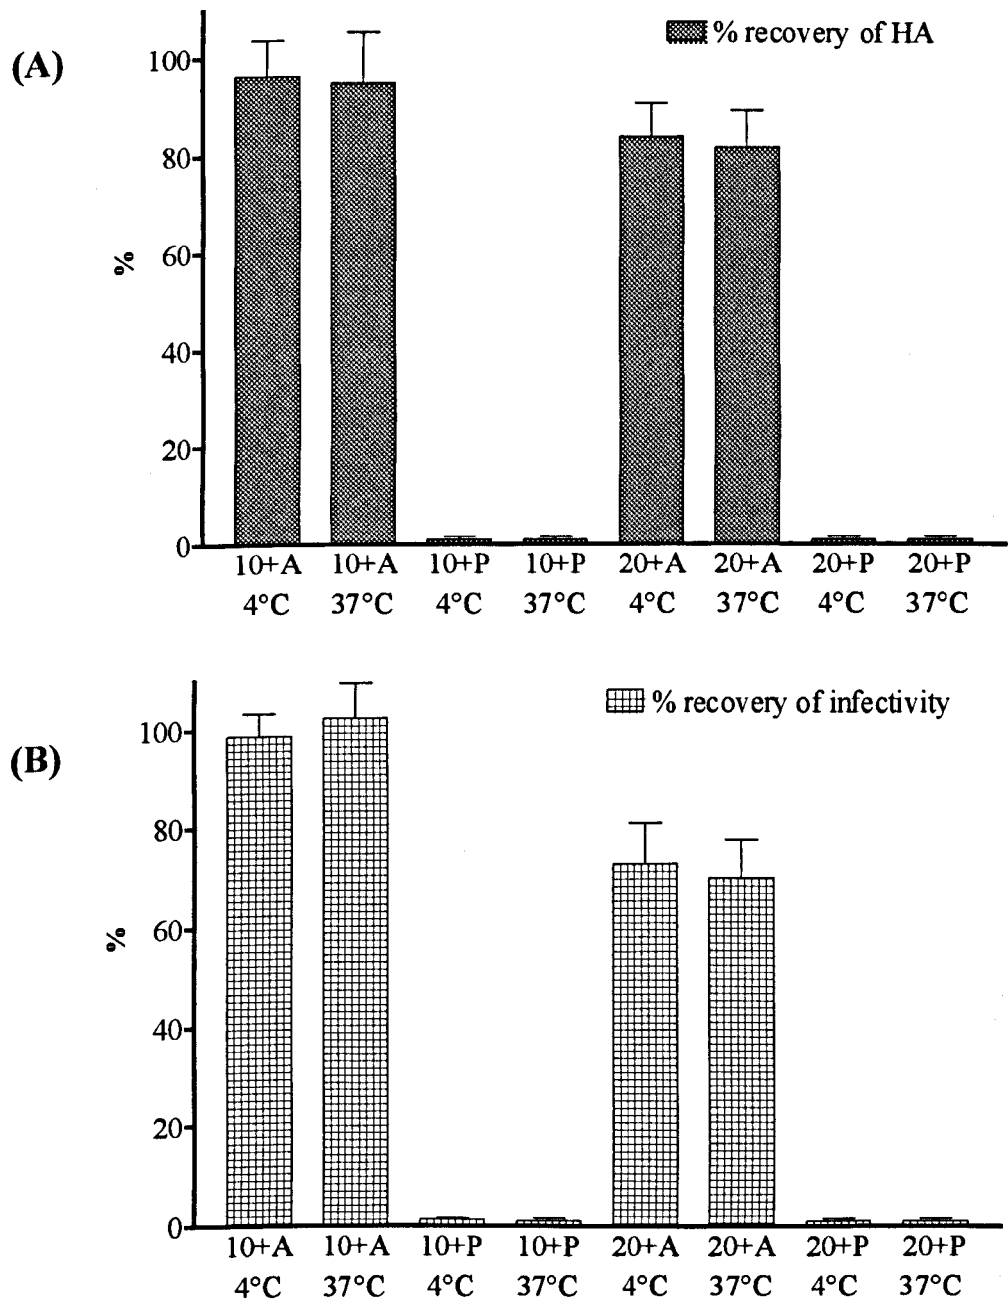 (A)
% recovery of HA
%
100
80
60
40
20
0
10+A 10+A 10+P 10+P 20+A 20+A 20+P 20+P
4°C 37°C 4°C 37°C 4°C 37°C 4°C 37°C
(B)
% recovery of infectivity
%
100
80
60
40
20
0
10+A 10+A 10+P 10+P 20+A 20+A 20+P 20+P
4°C 37°C 4°C 37°C 4°C 37°C 4°C 37°C